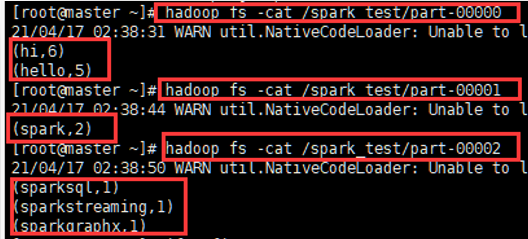 [root@master ~]# hadoop fs -cat /spark_test/part-00000
21/04/17 02:38:31 WARN util.NativeCodeLoader: Unable to l
(hi,6)
(hello,5)
[root@master ~]# hadoop fs -cat /spark_test/part-00001
21/04/17 02:38:44 WARN util.NativeCodeLoader: Unable to l
(spark,2)
[root@master ~]# hadoop fs -cat /spark_test/part-00002
21/04/17 02:38:50 WARN util.NativeCodeLoader: Unable to l
(sparksql,1)
(sparkstreaming,1)
(sparkgraphx,1)